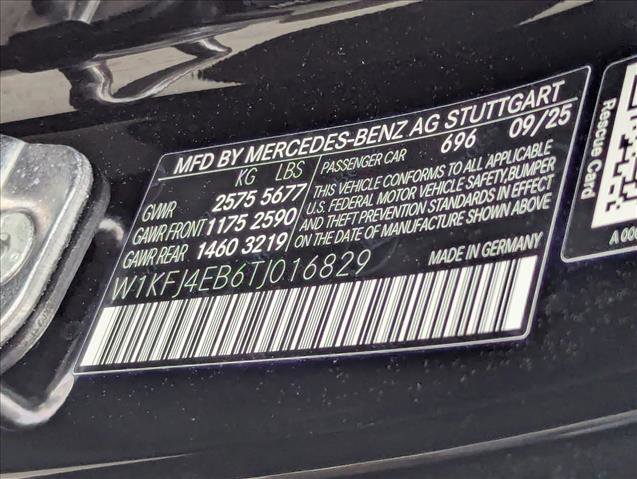 MFD BY MERCEDES-BENZ AG STUTTGART
KG LBS PASSENGER CAR 696 09/25
GVWR 2575 5677
GAWR FRONT 1175 2590
GAWR REAR 1460 3219
THIS VEHICLE CONFORMS TO ALL APPLICABLE
U.S. FEDERAL MOTOR VEHICLE SAFETY, BUMPER
AND THEFT PREVENTION STANDARDS IN EFFECT
ON THE DATE OF MANUFACTURE SHOWN ABOVE
W1KFJ4EB6TJ016829
MADE IN GERMANY
Rescue Card
A 000